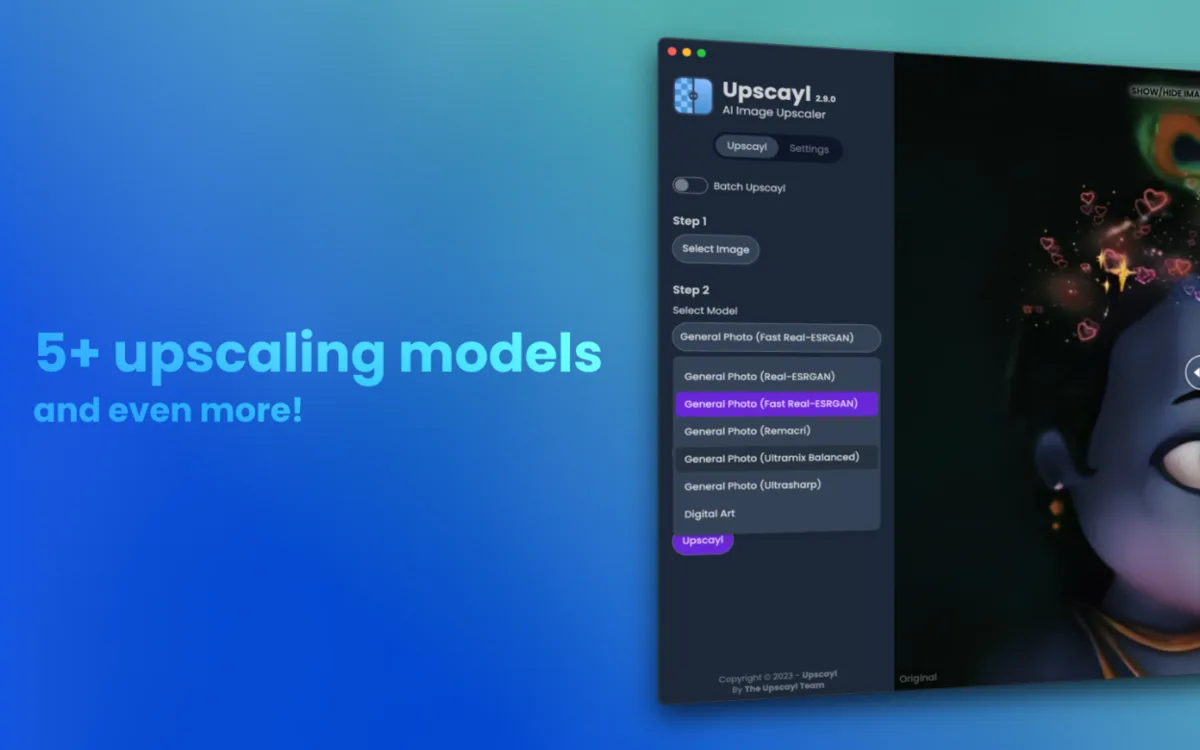 5+ upscaling models
and even more!
Upscayl 2.9.0
AI Image Upscaler
Upscayl Settings
Batch Upscayl
Step 1
Select Image
Step 2
Select Model
General Photo (Fast Real-ESRGAN)
General Photo (Real-ESRGAN)
General Photo (Fast Real-ESRGAN)
General Photo (Remacri)
General Photo (Ultramix Balanced)
General Photo (Ultrasharp)
Digital Art
Upscayl
Copyright © 2023 - Upscayl
By The Upscayl Team
SHOW/HIDE
Original